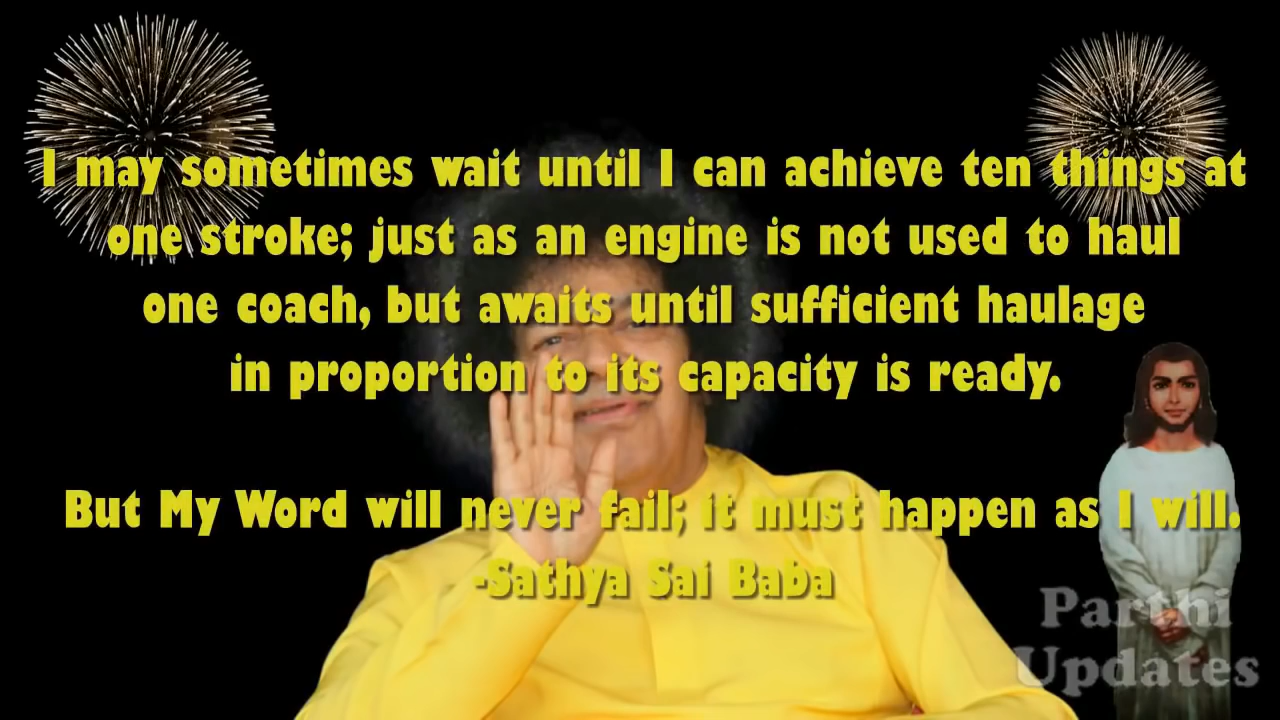 I may sometimes wait until I can achieve ten things at
one stroke; just as an engine is not used to haul
one coach, but awaits until sufficient haulage
in proportion to its capacity is ready.
But My Word will never fail; it must happen as I will.
-Sathya Sai Baba
Parthi
Updates